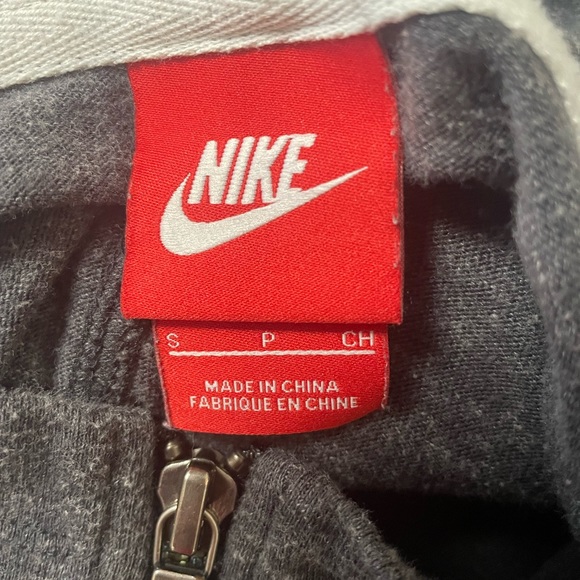 NIKE
S P CH
MADE IN CHINA
FABRIQUE EN CHINE